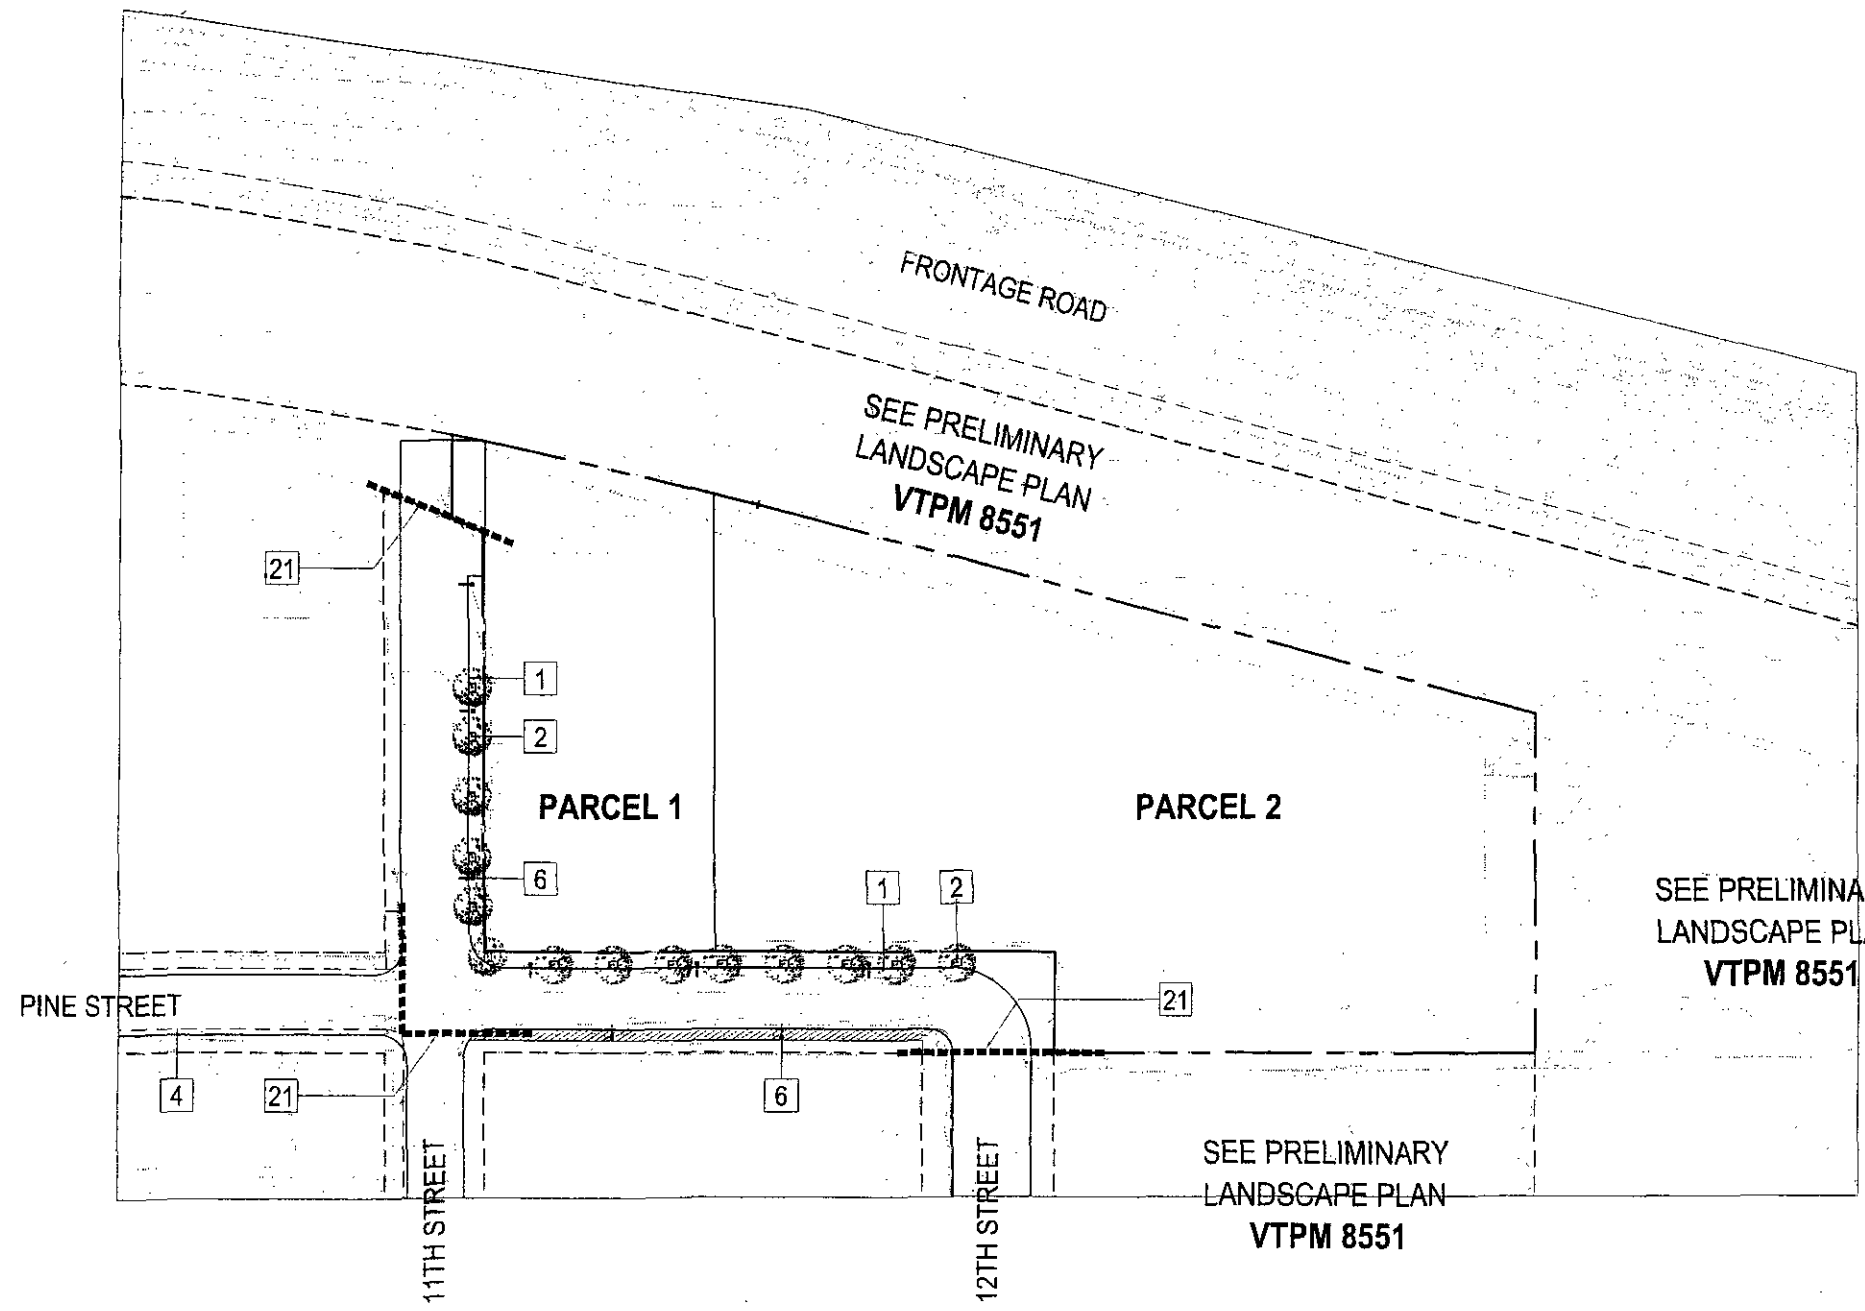 FRONTAGE ROAD
SEE PRELIMINARY
LANDSCAPE PLAN
VTPM 8551
21
1
2
PARCEL 1
PARCEL 2
6
1
2
SEE PRELIMINA
LANDSCAPE PL
VTPM 8551
PINE STREET
21
4
21
6
11TH STREET
12TH STREET
SEE PRELIMINARY
LANDSCAPE PLAN
VTPM 8551